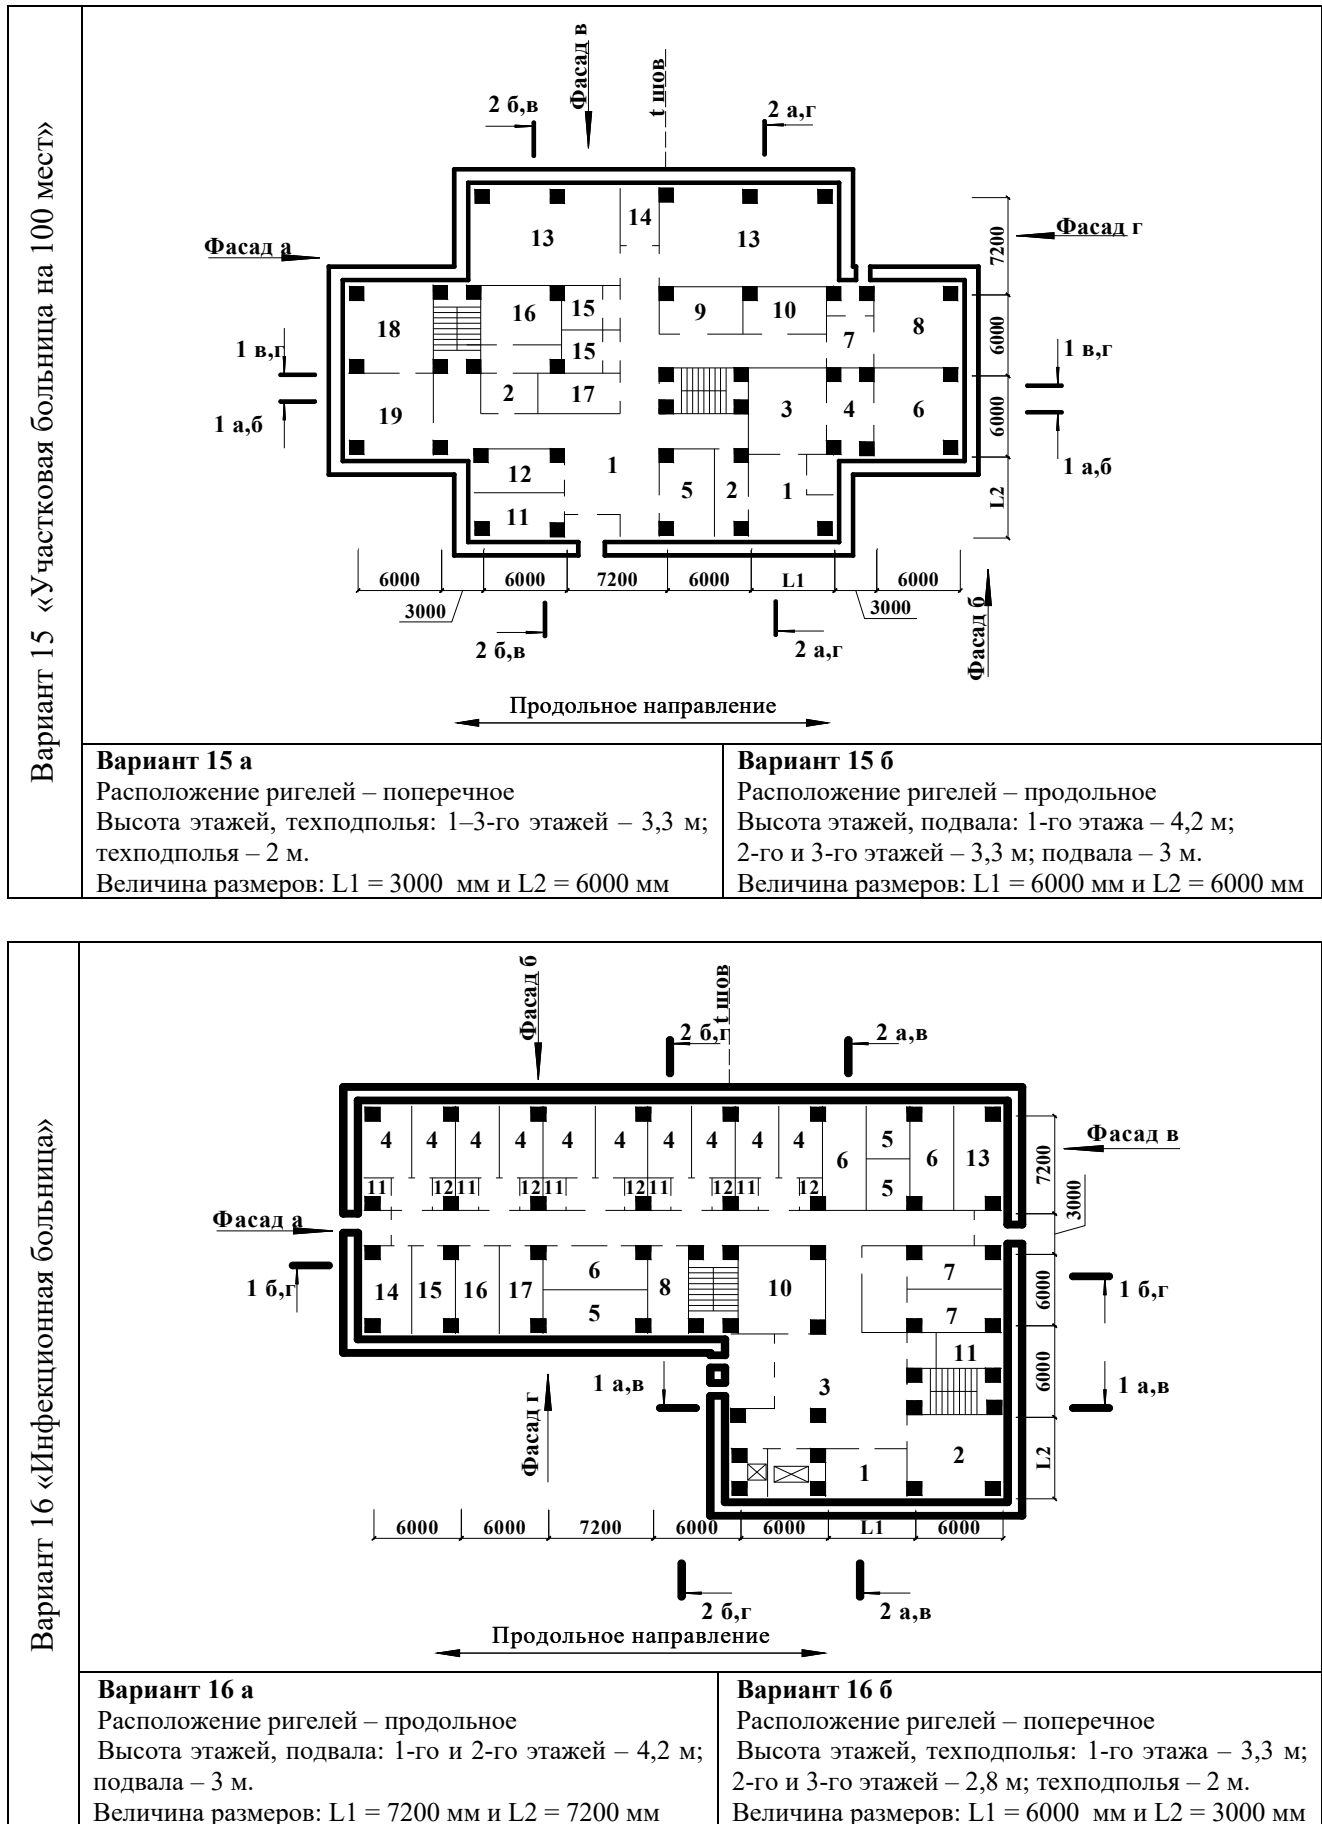 Вариант 15 «Участковая больница на 100 мест»
Фасад в
t шов
2 б,в
2 а,г
14
13
13
Фасад а
Фасад г
7200
18
16
15
9
10
8
6000
1 в,г
15
7
1 в,г
2
17
3
4
6
6000
19
1 а,б
1
12
5
2
1
1 а,б
11
L2
6000
6000
7200
6000
L1
6000
3000
3000
Фасад б
2 б,в
2 а,г
Продольное направление
Вариант 15 а
Расположение ригелей – поперечное
Высота этажей, техподполья: 1–3-го этажей – 3,3 м;
техподполья – 2 м.
Величина размеров: L1 = 3000 мм и L2 = 6000 мм
Вариант 15 б
Расположение ригелей – продольное
Высота этажей, подвала: 1-го этажа – 4,2 м;
2-го и 3-го этажей – 3,3 м; подвала – 3 м.
Величина размеров: L1 = 6000 мм и L2 = 6000 мм
Вариант 16 «Инфекционная больница»
Фасад б
t шов
2 б,г
2 а,в
4 4 4 4 4 4 4 4 4 4
5
6
6
13
Фасад в
7200
11 12 11 12 11 12 11 12 11 12
5
3000
Фасад а
1 б,г
14 15 16 17
6
5
8
10
7
7
6000
1 б,г
11
1 а,в
3
6000
1 а,в
Фасад г
1
2
L2
6000
6000
7200
6000
6000
L1
6000
2 б,г
2 а,в
Продольное направление
Вариант 16 а
Расположение ригелей – продольное
Высота этажей, подвала: 1-го и 2-го этажей – 4,2 м;
подвала – 3 м.
Величина размеров: L1 = 7200 мм и L2 = 7200 мм
Вариант 16 б
Расположение ригелей – поперечное
Высота этажей, техподполья: 1-го этажа – 3,3 м;
2-го и 3-го этажей – 2,8 м; техподполья – 2 м.
Величина размеров: L1 = 6000 мм и L2 = 3000 мм